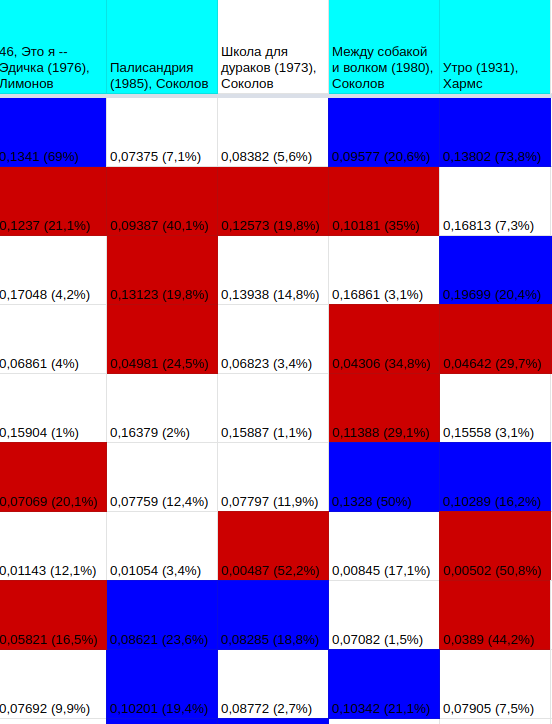 46, Это я --
Эдичка (1976),
Лимонов
Палисандрия
(1985), Соколов
Школа для
дураков (1973),
Соколов
Между собакой
и волком (1980),
Соколов
Утро (1931),
Хармс
0,1341 (69%) 0,07375 (7,1%) 0,08382 (5,6%) 0,09577 (20,6%) 0,13802 (73,8%)
0,1237 (21,1%) 0,09387 (40,1%) 0,12573 (19,8%) 0,10181 (35%) 0,16813 (7,3%)
0,17048 (4,2%) 0,13123 (19,8%) 0,13938 (14,8%) 0,16861 (3,1%) 0,19699 (20,4%)
0,06861 (4%) 0,04981 (24,5%) 0,06823 (3,4%) 0,04306 (34,8%) 0,04642 (29,7%)
0,15904 (1%) 0,16379 (2%) 0,15887 (1,1%) 0,11388 (29,1%) 0,15558 (3,1%)
0,07069 (20,1%) 0,07759 (12,4%) 0,07797 (11,9%) 0,1328 (50%) 0,10289 (16,2%)
0,01143 (12,1%) 0,01054 (3,4%) 0,00487 (52,2%) 0,00845 (17,1%) 0,00502 (50,8%)
0,05821 (16,5%) 0,08621 (23,6%) 0,08285 (18,8%) 0,07082 (1,5%) 0,0389 (44,2%)
0,07692 (9,9%) 0,10201 (19,4%) 0,08772 (2,7%) 0,10342 (21,1%) 0,07905 (7,5%)